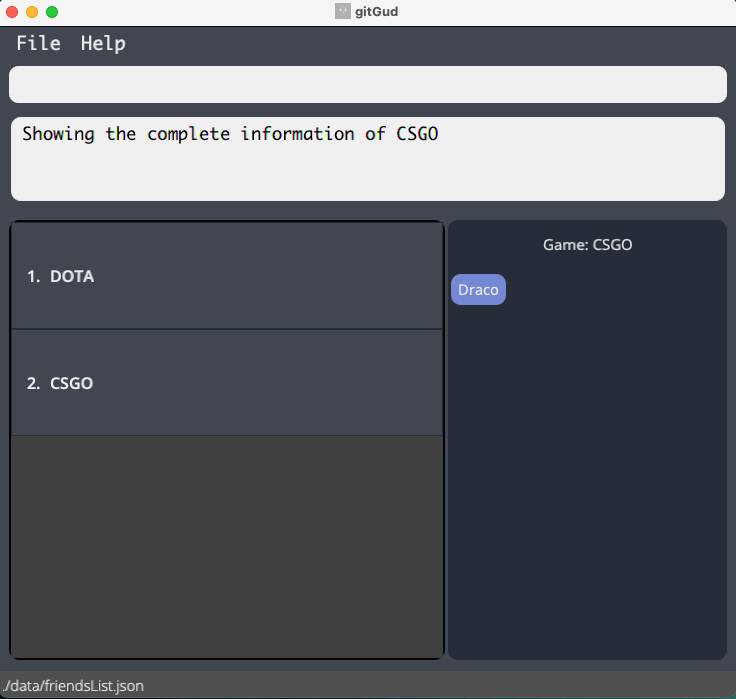 gitGud
File Help
Showing the complete information of CSGO
1. DOTA
2. CSGO
Game: CSGO
Draco
./data/friendsList.json